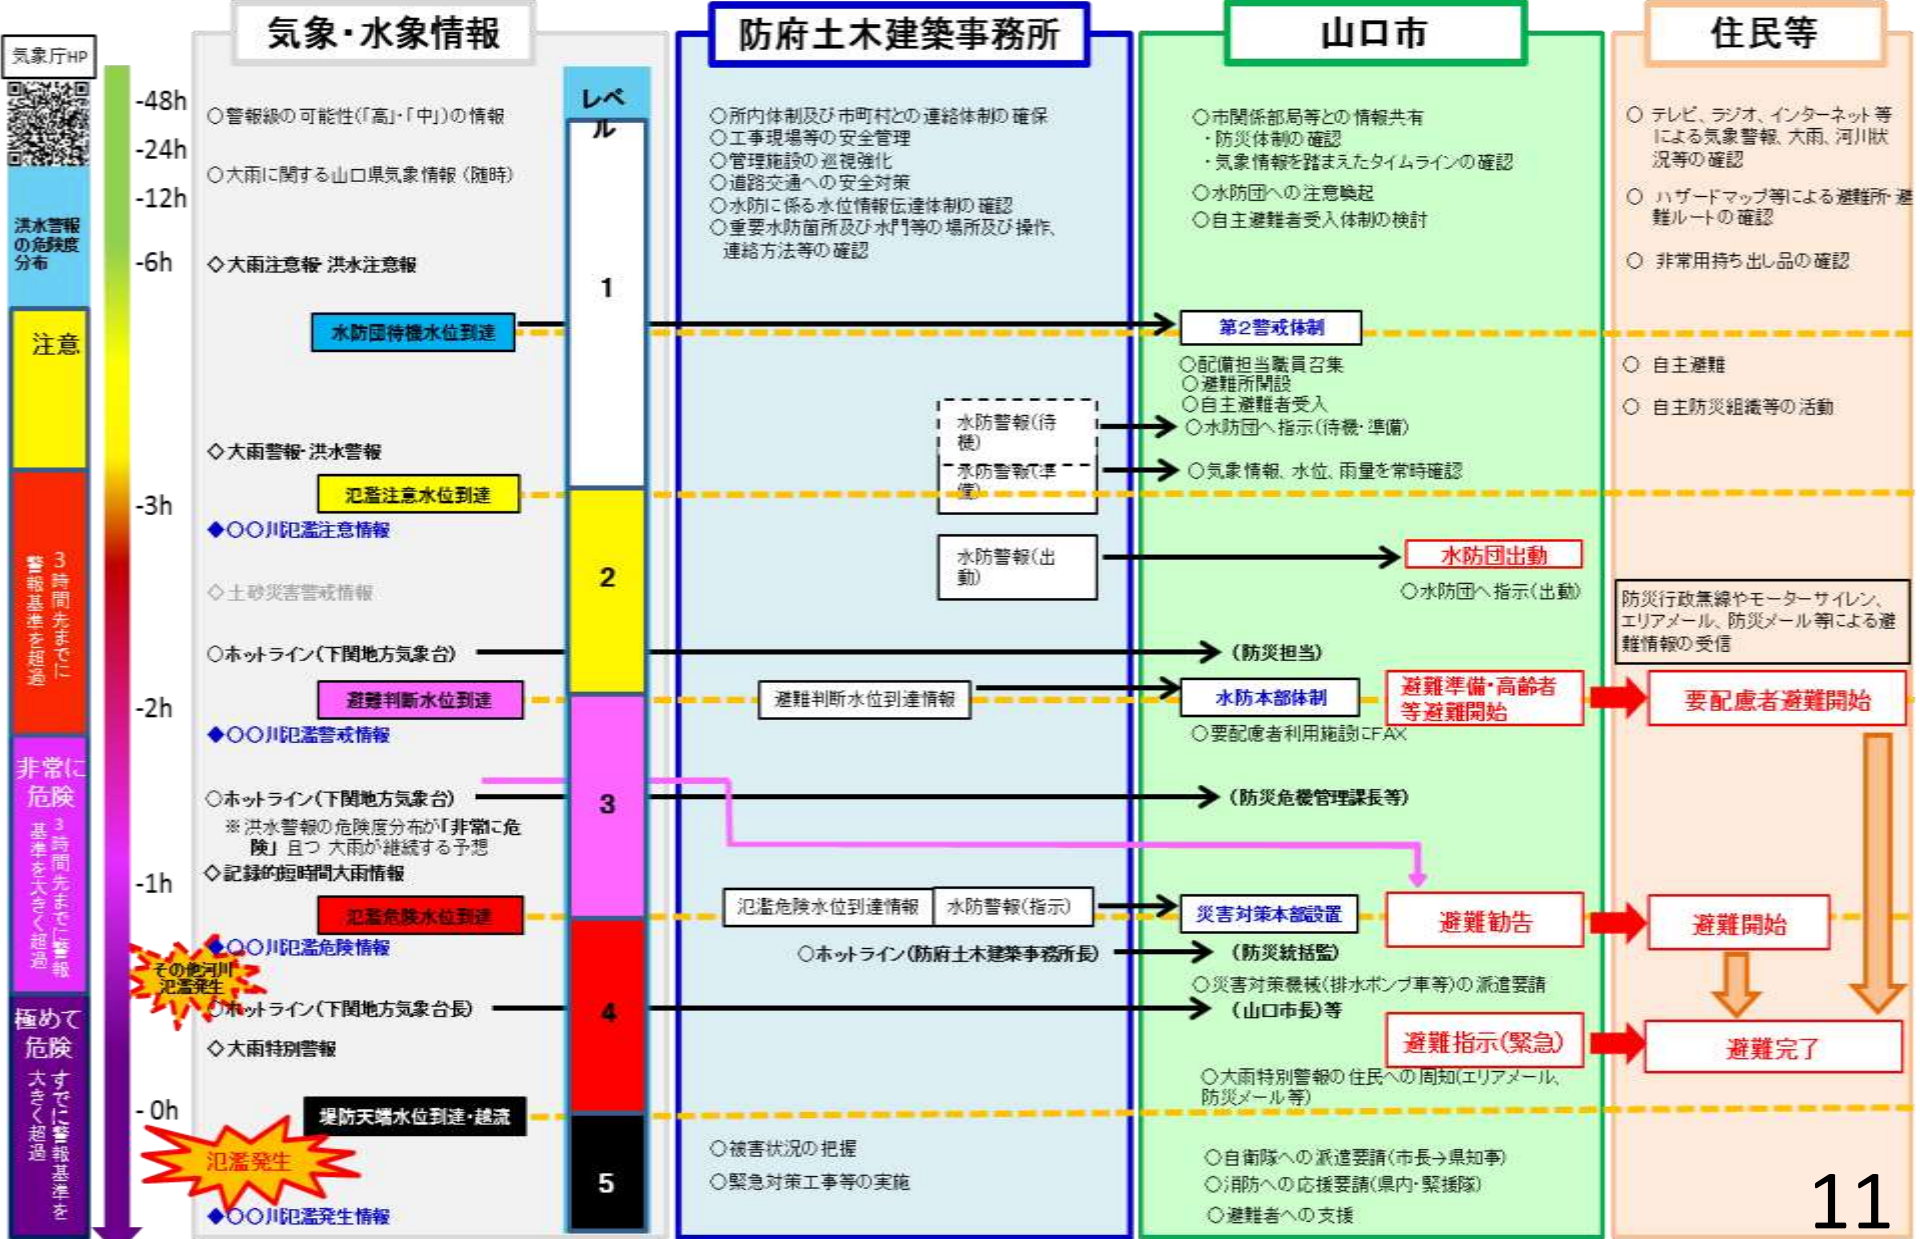 気象・水象情報
防府土木建築事務所
山口市
住民等
気象庁HP
洪水警報
の危険度
分布
注意
3時間先までに
警報基準を超過
非常に
危険
3時間先までに警報
基準を大きく超過
極めて
危険
すでに警報基準を
大きく超過
-48h
-24h
-12h
-6h
-3h
-2h
-1h
- 0h
○警報級の可能性(「高」・「中」)の情報
○大雨に関する山口県気象情報(随時)
◇大雨注意報・洪水注意報
水防団待機水位到達
◇大雨警報・洪水警報
氾濫注意水位到達
◆○○川氾濫注意情報
◇土砂災害警戒情報
○ホットライン(下関地方気象台)
避難判断水位到達
◆○○川氾濫警戒情報
○ホットライン(下関地方気象台)
※洪水警報の危険度分布が「非常に危
険」且つ 大雨が継続する予想
◇記録的短時間大雨情報
氾濫危険水位到達
◆○○川氾濫危険情報
その他河川
氾濫発生
○ホットライン(下関地方気象台長)
◇大雨特別警報
堤防天端水位到達・越流
氾濫発生
◆○○川氾濫発生情報
レベ
ル
1
2
3
4
5
○所内体制及び市町村との連絡体制の確保
○工事現場等の安全管理
○管理施設の巡視強化
○道路交通への安全対策
○水防に係る水位情報伝達体制の確認
○重要水防箇所及び水門等の場所及び操作、
連絡方法等の確認
水防警報(待
機)
水防警報(準
備)
水防警報(出
動)
避難判断水位到達情報
氾濫危険水位到達情報
水防警報(指示)
○ホットライン(防府土木建築事務所長)
○被害状況の把握
○緊急対策工事等の実施
○市関係部局等との情報共有
・防災体制の確認
・気象情報を踏まえたタイムラインの確認
○水防団への注意喚起
○自主避難者受入体制の検討
第2警戒体制
○配備担当職員召集
○避難所開設
○自主避難者受入
○水防団へ指示(待機・準備)
○気象情報、水位、雨量を常時確認
水防団出動
○水防団へ指示(出動)
(防災担当)
水防本部体制
避難準備・高齢者
等避難開始
○要配慮者利用施設にFAX
(防災危機管理課長等)
災害対策本部設置
避難勧告
(防災統括監)
○災害対策機械(排水ポンプ車等)の派遣要請
(山口市長)等
避難指示(緊急)
○大雨特別警報の住民への周知(エリアメール、
防災メール等)
○自衛隊への派遣要請(市長→県知事)
○消防への応援要請(県内・緊援隊)
○避難者への支援
○ テレビ、ラジオ、インターネット等
による気象警報、大雨、河川状
況等の確認
○ ハザードマップ等による避難所・避
難ルートの確認
○ 非常用持ち出し品の確認
○ 自主避難
○ 自主防災組織等の活動
防災行政無線やモーターサイレン、
エリアメール、防災メール等による避
難情報の受信
要配慮者避難開始
避難開始
避難完了
11